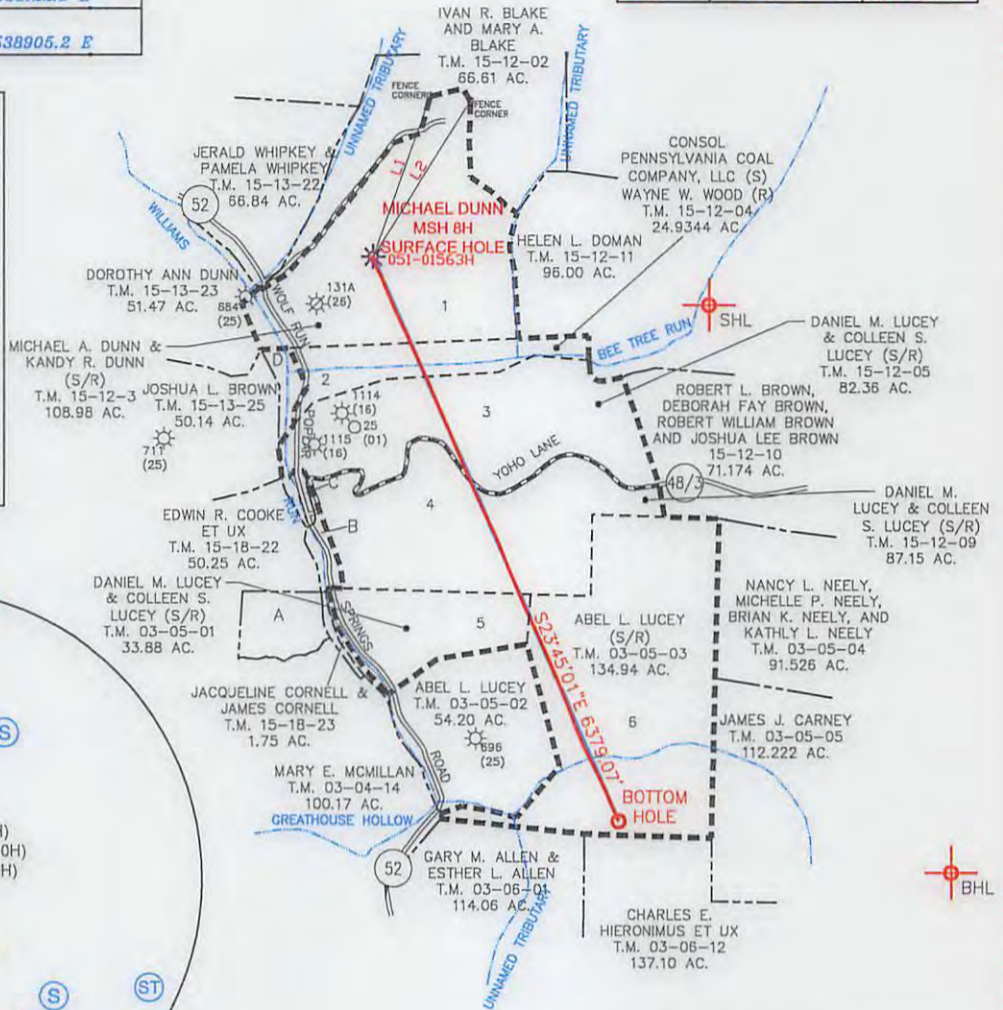 538905.2 E
IVAN R. BLAKE
AND MARY A.
BLAKE
T.M. 15-12-02
66.61 AC.
UNNAMED TRIBUTARY
FENCE
CORNER
FENCE
CORNER
UNNAMED TRIBUTARY
CONSOL
PENNSYLVANIA COAL
COMPANY, LLC (S)
WAYNE W. WOOD (R)
T.M. 15-12-04
24.9344 AC.
JERALD WHIPKEY &
PAMELA WHIPKEY
T.M. 15-13-22
66.84 AC.
52
WILLIAMS
L1
L2
MICHAEL DUNN
MSH 8H
SURFACE HOLE
051-01563H
HELEN L. DOMAN
T.M. 15-12-11
96.00 AC.
DOROTHY ANN DUNN
T.M. 15-13-23
51.47 AC.
684
(25)
WOLF RUN
131A
(26)
1
SHL
MICHAEL A. DUNN &
KANDY R. DUNN
(S/R)
T.M. 15-12-3
108.98 AC.
D
2
BEE TREE RUN
DANIEL M. LUCEY
& COLLEEN S.
LUCEY (S/R)
T.M. 15-12-05
82.36 AC.
JOSHUA L. BROWN
T.M. 15-13-25
50.14 AC.
711
(25)
1114
(16)
25
(01)
1115
(16)
3
ROBERT L. BROWN,
DEBORAH FAY BROWN,
ROBERT WILLIAM BROWN
AND JOSHUA LEE BROWN
15-12-10
71.174 AC.
POPLAR
YOHO LANE
48/3
RUN
C
4
B
EDWIN R. COOKE
ET UX
T.M. 15-18-22
50.25 AC.
DANIEL M.
LUCEY & COLLEEN
S. LUCEY (S/R)
T.M. 15-12-09
87.15 AC.
DANIEL M. LUCEY
& COLLEEN S.
LUCEY (S/R)
T.M. 03-05-01
33.88 AC.
A
SPRINGS
5
ABEL L. LUCEY
(S/R)
T.M. 03-05-03
134.94 AC.
S23°45'01"E 6379.07'
NANCY L. NEELY,
MICHELLE P. NEELY,
BRIAN K. NEELY, AND
KATHLY L. NEELY
T.M. 03-05-04
91.526 AC.
JACQUELINE CORNELL &
JAMES CORNELL
T.M. 15-18-23
1.75 AC.
ABEL L. LUCEY
T.M. 03-05-02
54.20 AC.
696
(25)
6
JAMES J. CARNEY
T.M. 03-05-05
112.222 AC.
S
ROAD
MARY E. MCMILLAN
T.M. 03-04-14
100.17 AC.
GREATHOUSE HOLLOW
BOTTOM
HOLE
52
GARY M. ALLEN &
ESTHER L. ALLEN
T.M. 03-06-01
114.06 AC.
BHL
UNNAMED TRIBUTARY
CHARLES E.
HIERONIMUS ET UX
T.M. 03-06-12
137.10 AC.
H)
0H)
H)
S
ST